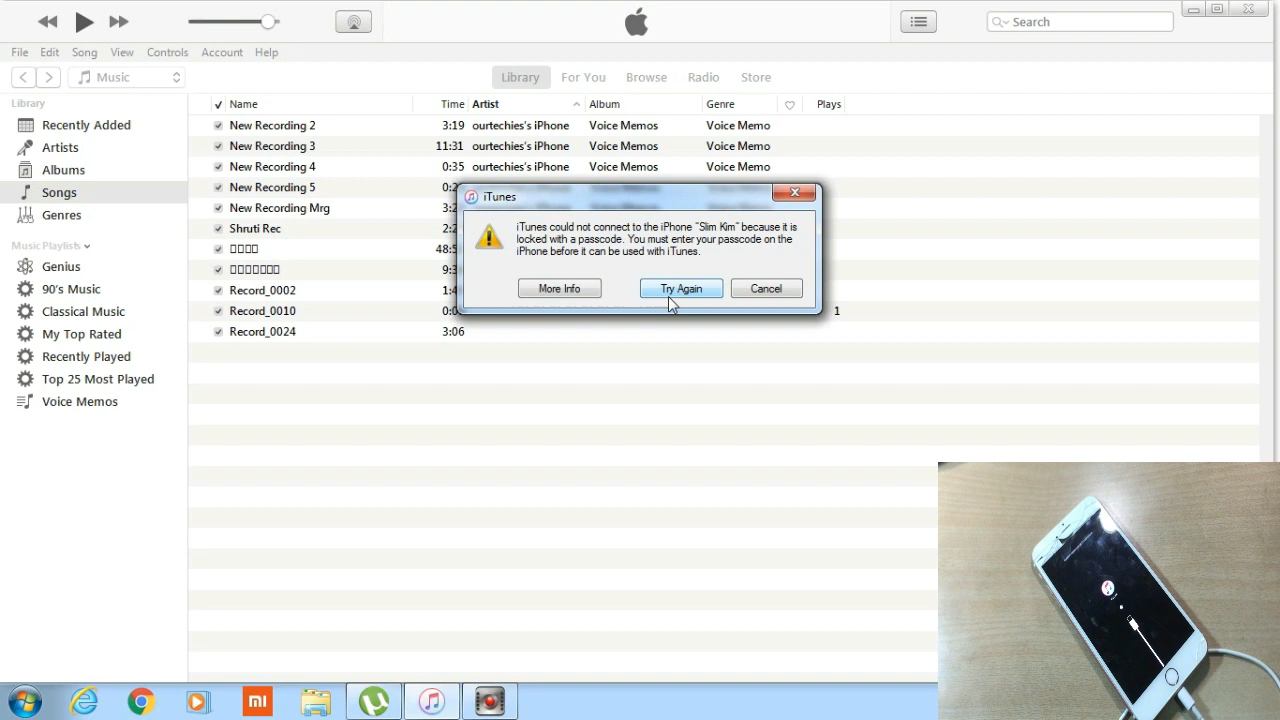 Search
File Edit Song View Controls Account Help
Music
Library For You Browse Radio Store
Library
Recently Added
Artists
Albums
Songs
Genres
Music Playlists
Genius
90's Music
Classical Music
My Top Rated
Recently Played
Top 25 Most Played
Voice Memos
Name Time Artist Album Genre Plays
New Recording 2 3:19 ourtechies's iPhone Voice Memos Voice Memo
New Recording 3 11:31 ourtechies's iPhone Voice Memos Voice Memo
New Recording 4 0:35 ourtechies's iPhone Voice Memos Voice Memo
New Recording 5
New Recording Mrg
Shruti Rec
Record_0002
Record_0010 1
Record_0024 3:06
iTunes
iTunes could not connect to the iPhone "Slim Kim" because it is
locked with a passcode. You must enter your passcode on the
iPhone before it can be used with iTunes.
More Info Try Again Cancel
mi